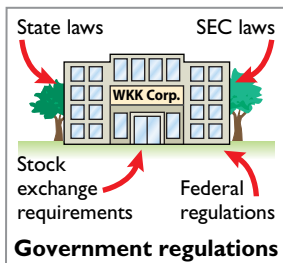 State laws
SEC laws
WKK Corp.
Stock
exchange
requirements
Federal
regulations
Government regulations